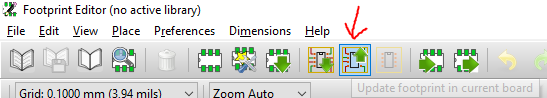 Footprint Editor (no active library)
File Edit View Place Preferences Dimensions Help
Grid: 0.1000 mm (3.94 mils) Zoom Auto Update footprint in current board